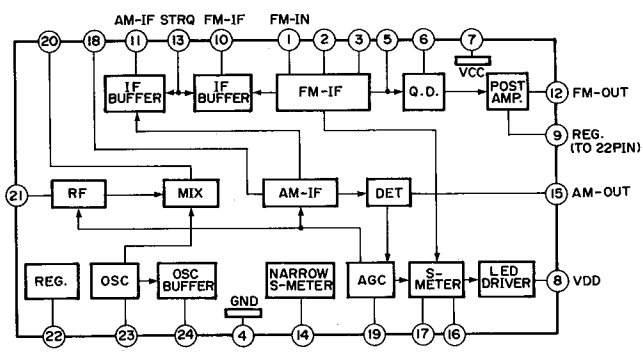 AM-IF STRQ FM-IF FM-IN
20 18 11 13 10 1 2 3 5 6 7
VCC
IF BUFFER
IF BUFFER
FM-IF
Q.D.
POST AMP.
12 FM-OUT
9 REG.
(TO 22PIN)
21
RF
MIX
AM-IF
DET
15 AM-OUT
REG.
OSC
OSC BUFFER
GND
NARROW S-METER
AGC
S-METER
LED DRIVER
8 VDD
22 23 24 4 14 19 17 16